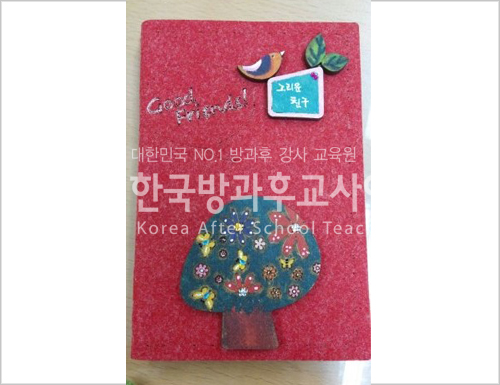 Good
Friends!
그리운
친구
대한민국 NO.1 방과후 강사 교육원
한국방과후교사
Korea After School Teac